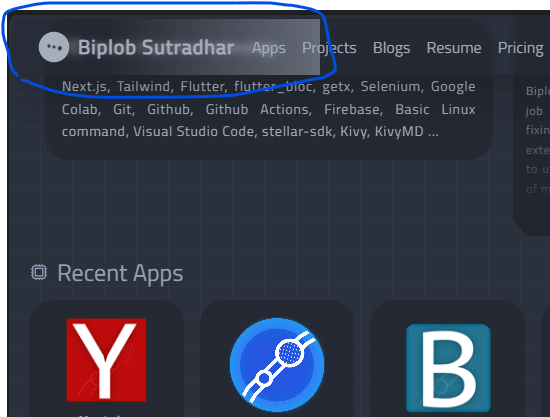 Biplob Sutradhar Apps Projects Blogs Resume Pricing
Next.js, Tailwind, Flutter, flutter_bloc, getx, Selenium, Google
Colab, Git, Github, Github Actions, Firebase, Basic Linux
command, Visual Studio Code, stellar-sdk, Kivy, KivyMD ...
Bipl
job
fixin
exte
to u
of m
Recent Apps
Y
B